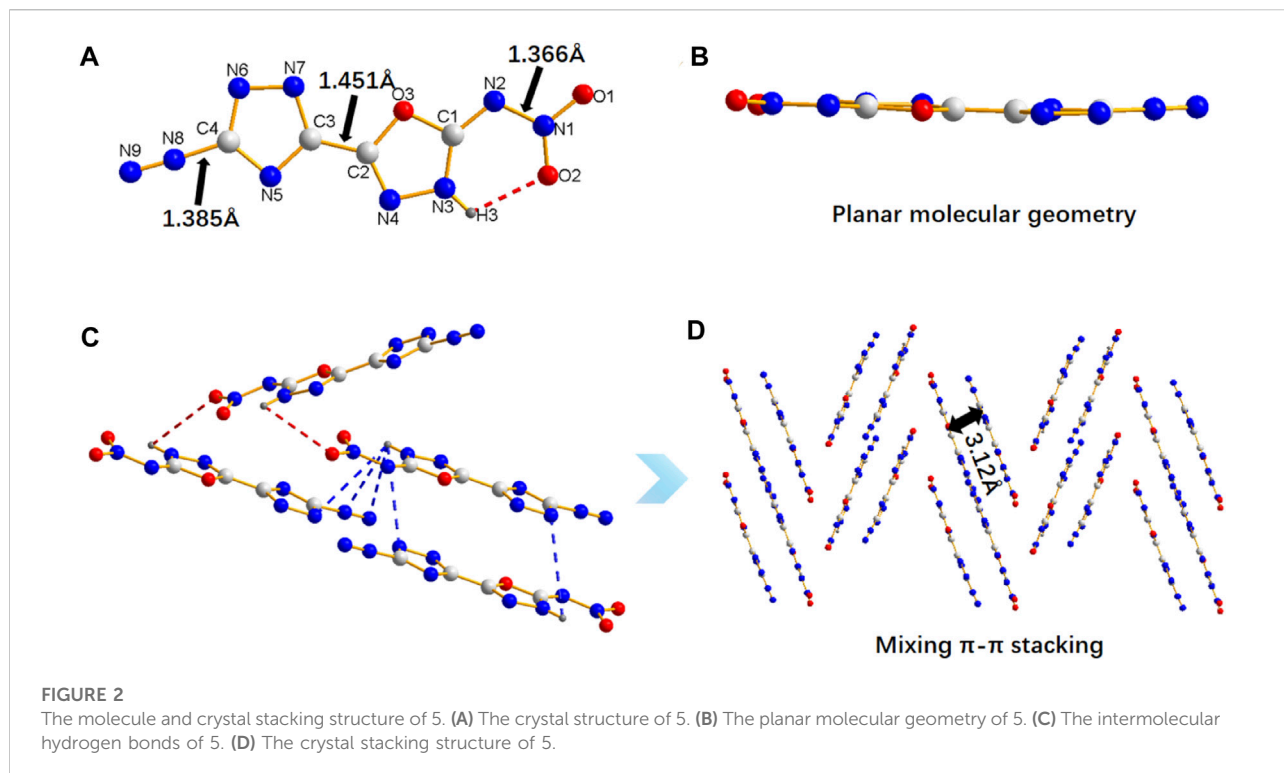 A
1.366Å
N6
N7
1.451Å
N2
O3
O1
C1
N1
C3
C4
N8
N9
C2
O2
N5
N3
N4
H3
1.385Å
B
Planar molecular geometry
C
D
3.12Å
Mixing π-π stacking
FIGURE 2
The molecule and crystal stacking structure of 5. (A) The crystal structure of 5. (B) The planar molecular geometry of 5. (C) The intermolecular
hydrogen bonds of 5. (D) The crystal stacking structure of 5.